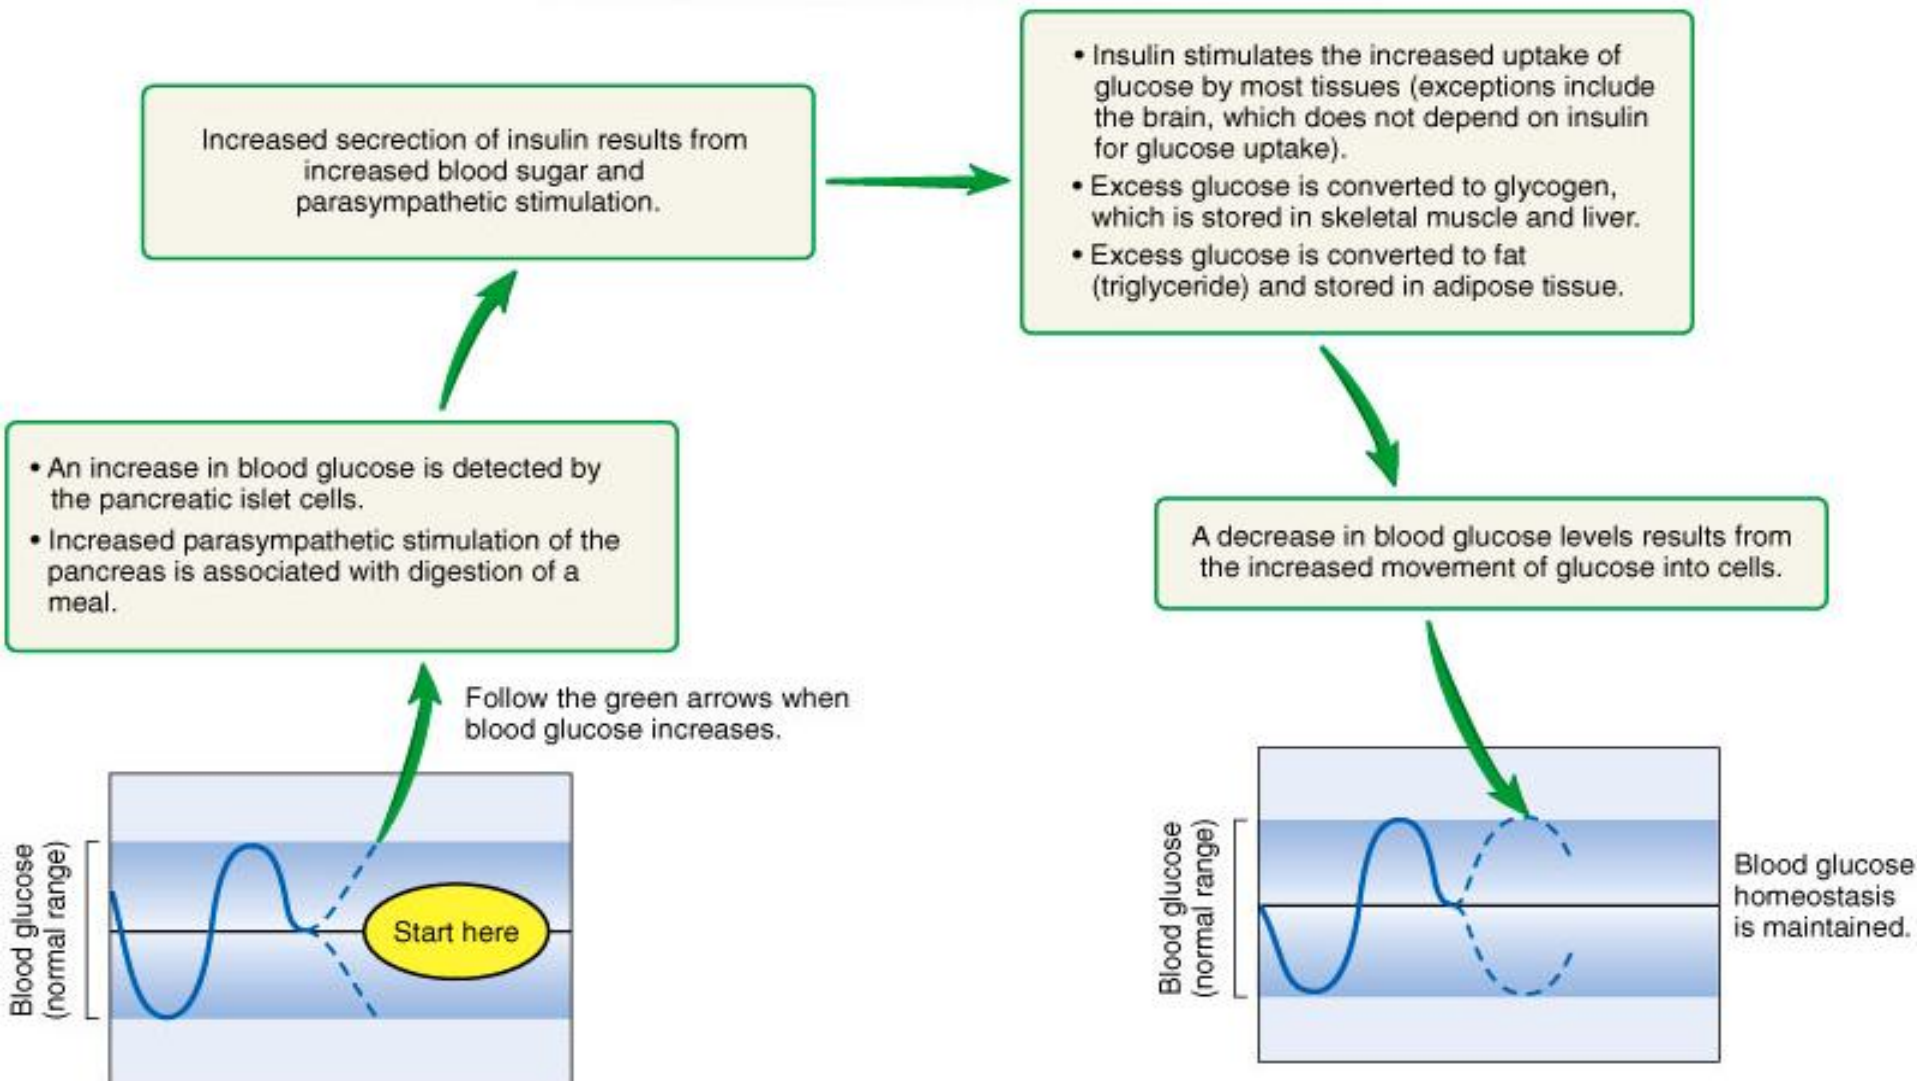 • Insulin stimulates the increased uptake of
glucose by most tissues (exceptions include
the brain, which does not depend on insulin
for glucose uptake).
• Excess glucose is converted to glycogen,
which is stored in skeletal muscle and liver.
• Excess glucose is converted to fat
(triglyceride) and stored in adipose tissue.
Increased secrection of insulin results from
increased blood sugar and
parasympathetic stimulation.
• An increase in blood glucose is detected by
the pancreatic islet cells.
• Increased parasympathetic stimulation of the
pancreas is associated with digestion of a
meal.
A decrease in blood glucose levels results from
the increased movement of glucose into cells.
Follow the green arrows when
blood glucose increases.
Blood glucose
(normal range)
Start here
Blood glucose
(normal range)
Blood glucose
homeostasis
is maintained.